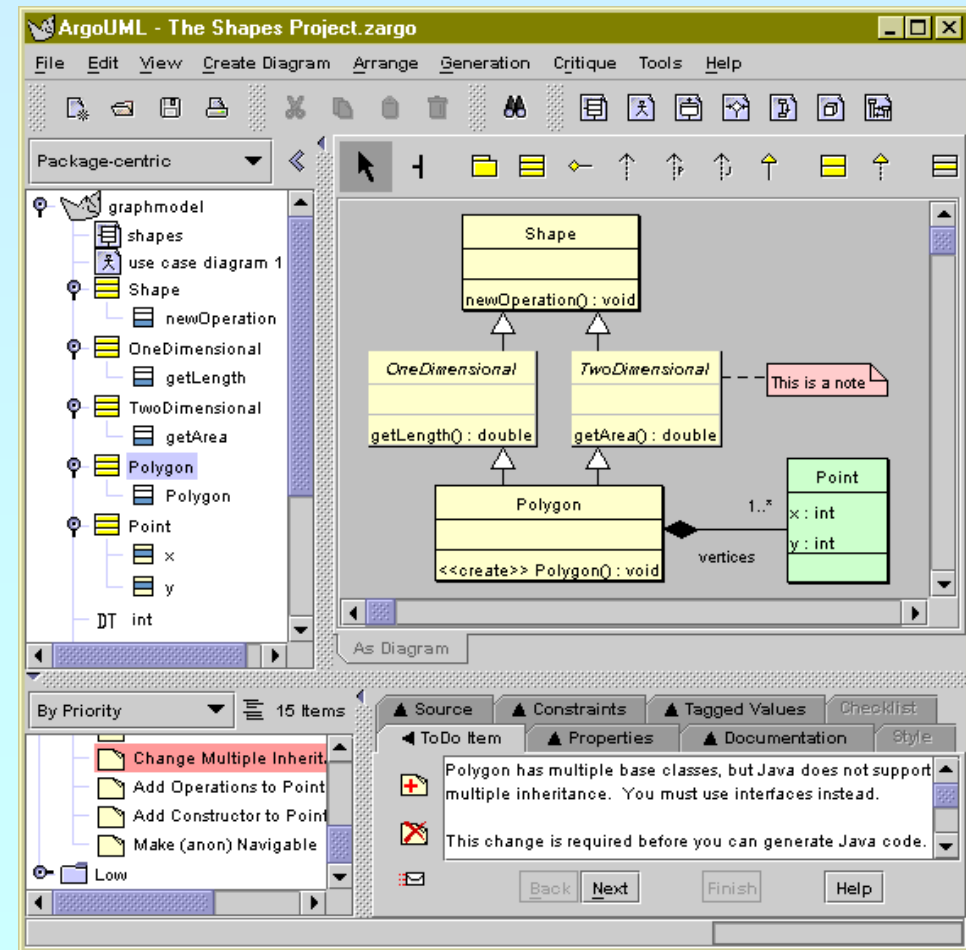 ArgoUML - The Shapes Project.zargo
File Edit View Create Diagram Arrange Generation Critique Tools Help
Package-centric
graphmodel
shapes
use case diagram 1
Shape
newOperation
OneDimensional
getLength
TwoDimensional
getArea
Polygon
Polygon
Point
x
y
DT int
Shape
newOperation() : void
OneDimensional
getLength() : double
TwoDimensional
getArea() : double
This is a note
Polygon
<<create>> Polygon() : void
1..*
vertices
Point
x : int
y : int
As Diagram
By Priority 15 Items
Change Multiple Inherit.
Add Operations to Point
Add Constructor to Point
Make (anon) Navigable
Low
Source Constraints Tagged Values Checklist
ToDo Item Properties Documentation Style
Polygon has multiple base classes, but Java does not support
multiple inheritance. You must use interfaces instead.
This change is required before you can generate Java code.
Back Next Finish Help